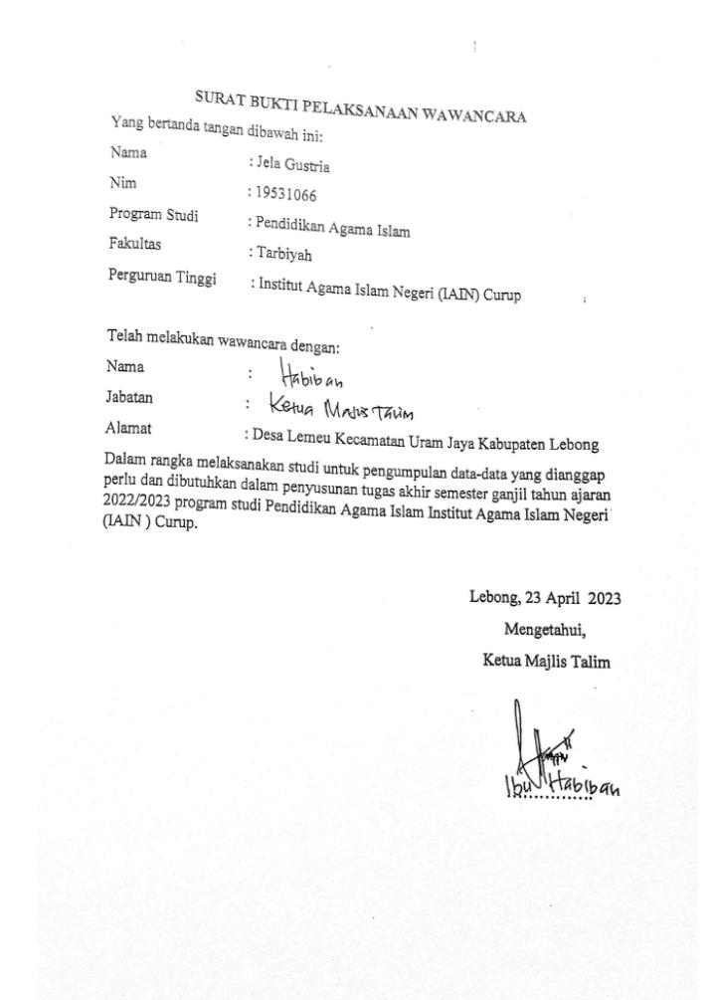 SURAT BUKTI PELAKSANAAN WAWANCARA
Yang bertanda tangan dibawah ini:
Nama : Jela Gustria
Nim : 19531066
Program Studi : Pendidikan Agama Islam
Fakultas : Tarbiyah
Perguruan Tinggi : Institut Agama Islam Negeri (IAIN) Curup
Telah melakukan wawancara dengan:
Nama : Habiban
Jabatan : Ketua Majlis Talim
Alamat : Desa Lemeu Kecamatan Uram Jaya Kabupaten Lebong
Dalam rangka melaksanakan studi untuk pengumpulan data-data yang dianggap
perlu dan dibutuhkan dalam penyusunan tugas akhir semester ganjil tahun ajaran
2022/2023 program studi Pendidikan Agama Islam Institut Agama Islam Negeri
(IAIN ) Curup.
Lebong, 23 April 2023
Mengetahui,
Ketua Majlis Talim
Ibu Habiban